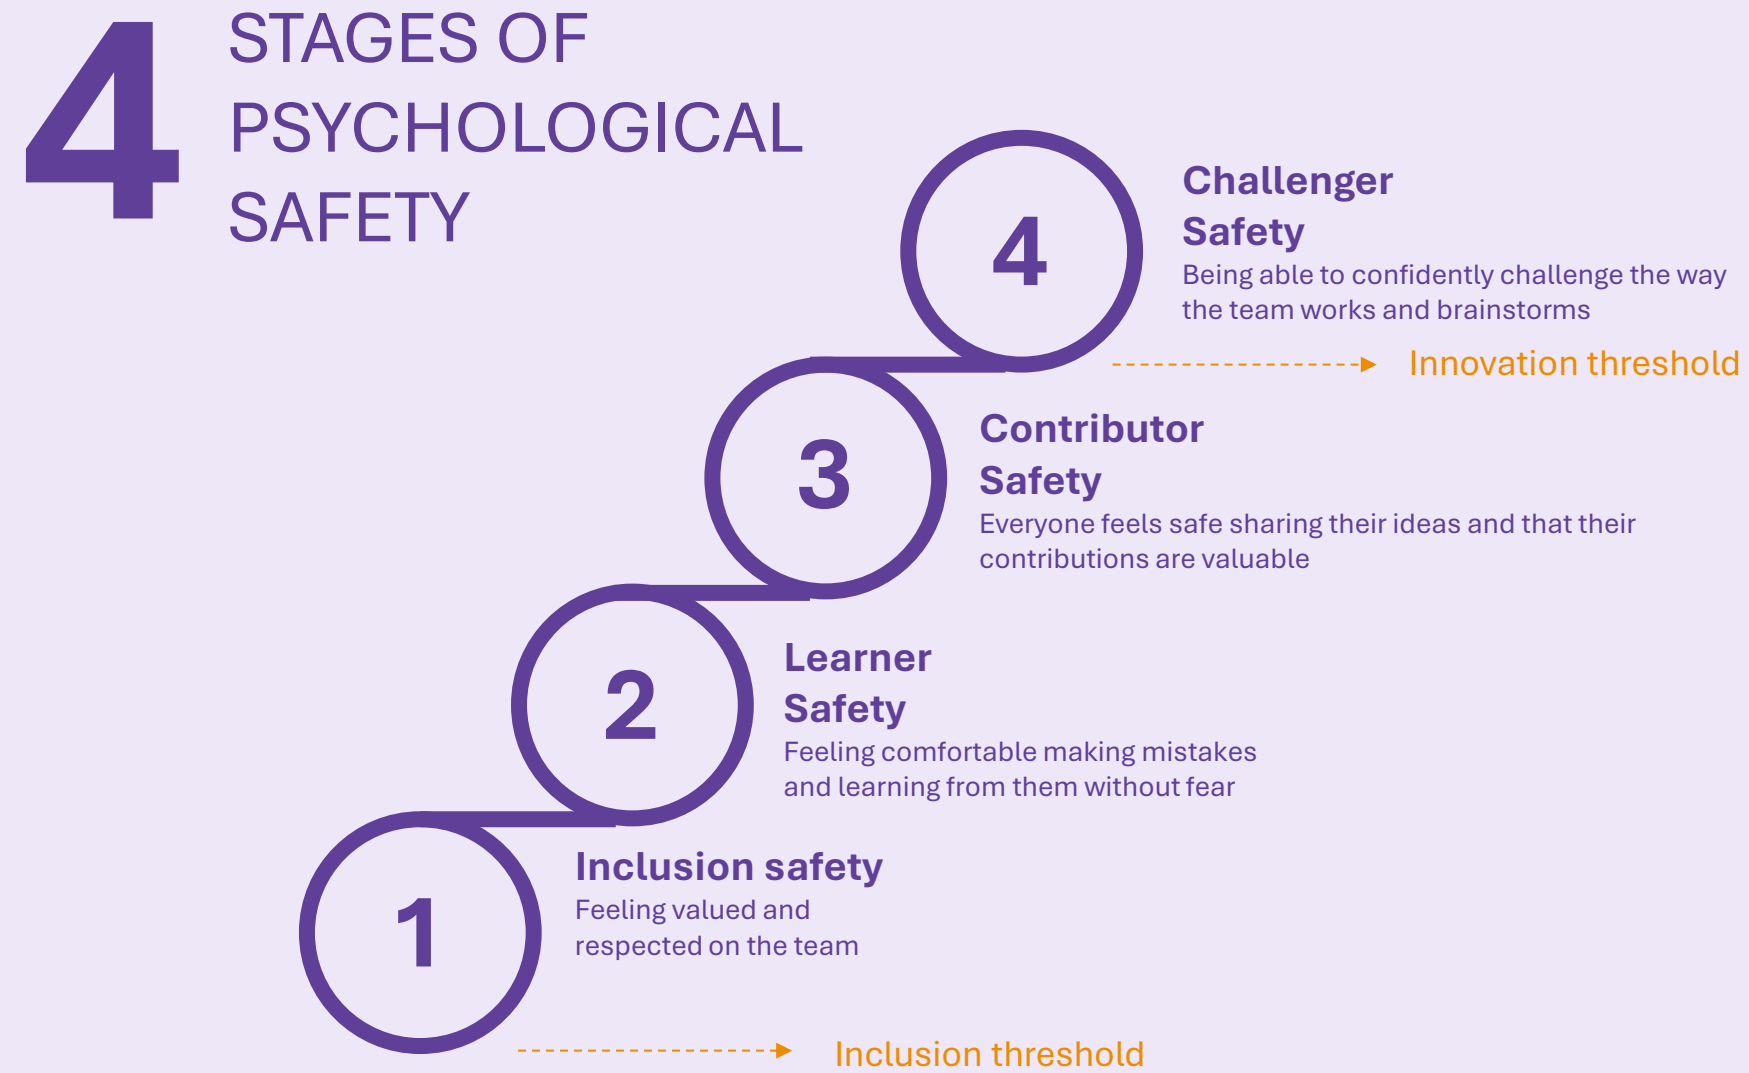 4
STAGES OF
PSYCHOLOGICAL
SAFETY
4
Challenger
Safety
Being able to confidently challenge the way
the team works and brainstorms
Innovation threshold
3
Contributor
Safety
Everyone feels safe sharing their ideas and that their
contributions are valuable
2
Learner
Safety
Feeling comfortable making mistakes
and learning from them without fear
1
Inclusion safety
Feeling valued and
respected on the team
Inclusion threshold